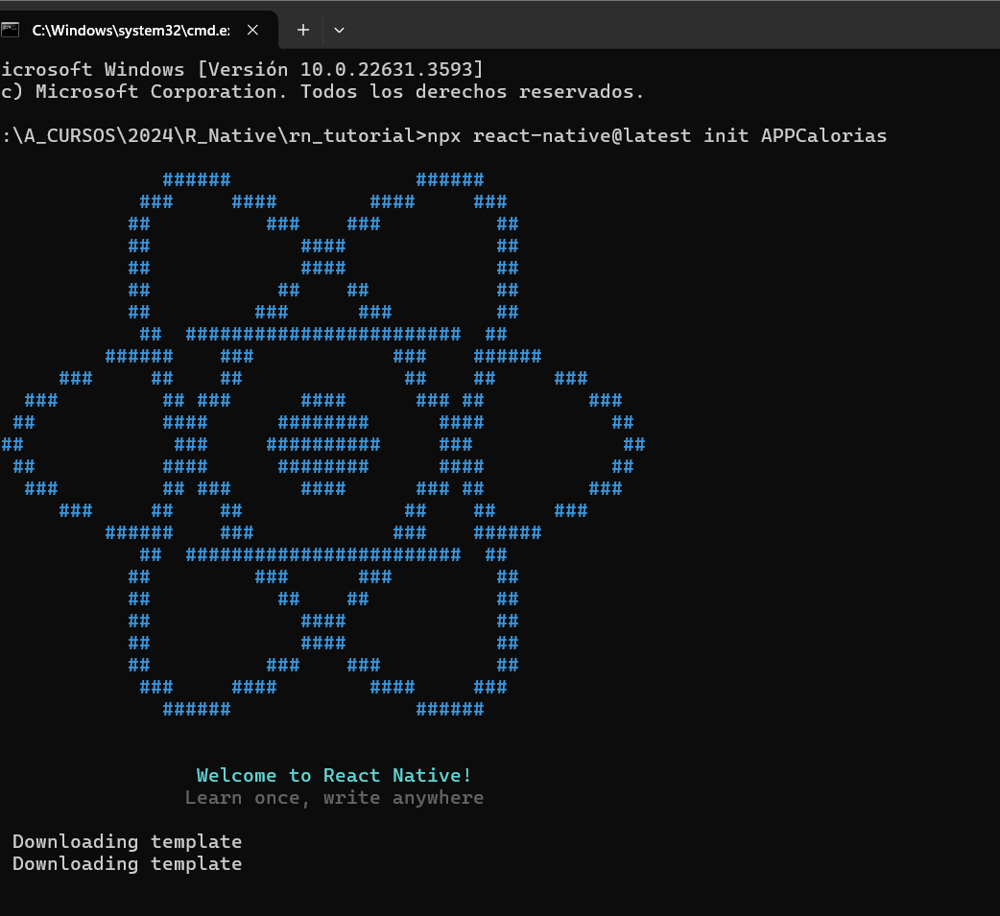 C:\Windows\system32\cmd.e
icrosoft Windows [Versión 10.0.22631.3593]
c) Microsoft Corporation. Todos los derechos reservados.
:\A_CURSOS\2024\R_Native\rn_tutorial>npx react-native@latest init APPCalorias
              ######                ######
            ###     ####        ####     ###
           ##          ###    ###          ##
           ##             ####             ##
           ##             ####             ##
           ##           ##    ##           ##
           ##         ###      ###         ##
            ##  ########################  ##
         ######    ###            ###    ######
     ###     ##    ##              ##    ##     ###
  ###         ## ###      ####      ### ##         ###
 ##           ####      ########      ####           ##
##             ###     ##########     ###             ##
 ##           ####      ########      ####           ##
  ###         ## ###      ####      ### ##         ###
     ###     ##    ##              ##    ##     ###
         ######    ###            ###    ######
            ##  ########################  ##
           ##         ###      ###         ##
           ##           ##    ##           ##
           ##             ####             ##
           ##             ####             ##
           ##          ###    ###          ##
            ###     ####        ####     ###
              ######                ######
Welcome to React Native!
Learn once, write anywhere
Downloading template
Downloading template